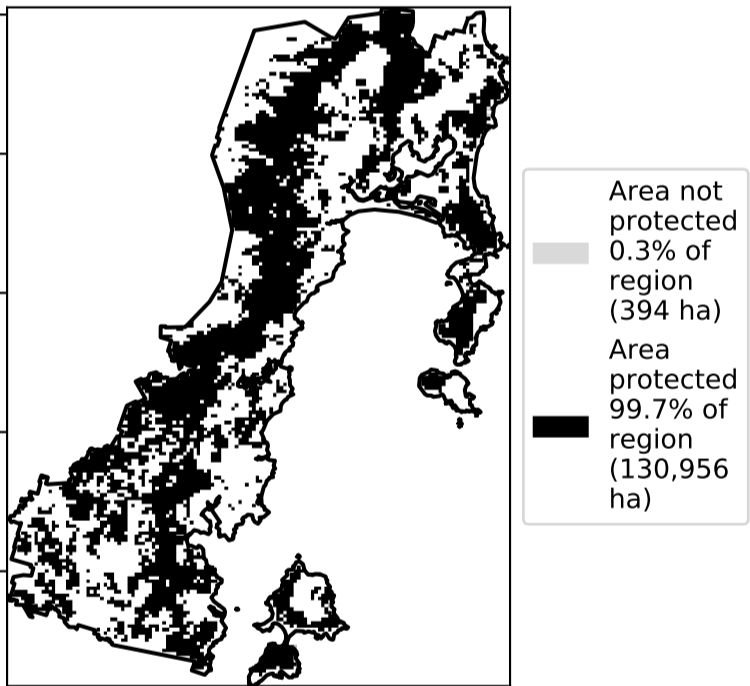 Area not
protected
0.3% of
region
(394 ha)
Area
protected
99.7% of
region
(130,956
ha)